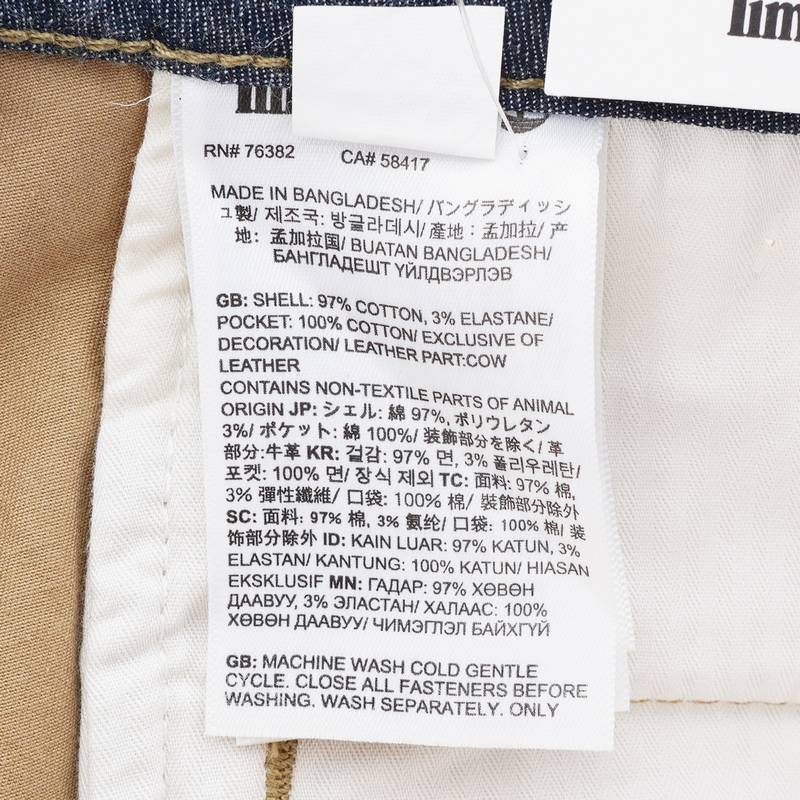 lim
RN# 76382 CA# 58417
MADE IN BANGLADESH/ バングラディッシ
ュ製/ 제조국: 방글라데시/ 產地：孟加拉/ 产
地：孟加拉国/ BUATAN BANGLADESH/
БАНГЛАДЕШТ ҮЙЛДВЭРЛЭВ
GB: SHELL: 97% COTTON, 3% ELASTANE/
POCKET: 100% COTTON/ EXCLUSIVE OF
DECORATION/ LEATHER PART:COW
LEATHER
CONTAINS NON-TEXTILE PARTS OF ANIMAL
ORIGIN JP: シェル: 綿 97%, ポリウレタン
3%/ ポケット: 綿 100%/ 装飾部分を除く/ 革
部分:牛革 KR: 겉감: 97% 면, 3% 폴리우레탄/
포켓: 100% 면/ 장식 제외 TC: 面料: 97% 棉,
3% 彈性纖維/ 口袋: 100% 棉/ 裝飾部分除外
SC: 面料: 97% 棉, 3% 氨纶/ 口袋: 100% 棉/ 装
饰部分除外 ID: KAIN LUAR: 97% KATUN, 3%
ELASTAN/ KANTUNG: 100% KATUN/ HIASAN
EKSKLUSIF MN: ГАДАР: 97% ХӨВӨН
ДААВУУ, 3% ЭЛАСТАН/ ХАЛААС: 100%
ХӨВӨН ДААВУУ/ ЧИМЭГЛЭЛ БАЙХГҮЙ
GB: MACHINE WASH COLD GENTLE
CYCLE. CLOSE ALL FASTENERS BEFORE
WASHING. WASH SEPARATELY. ONLY